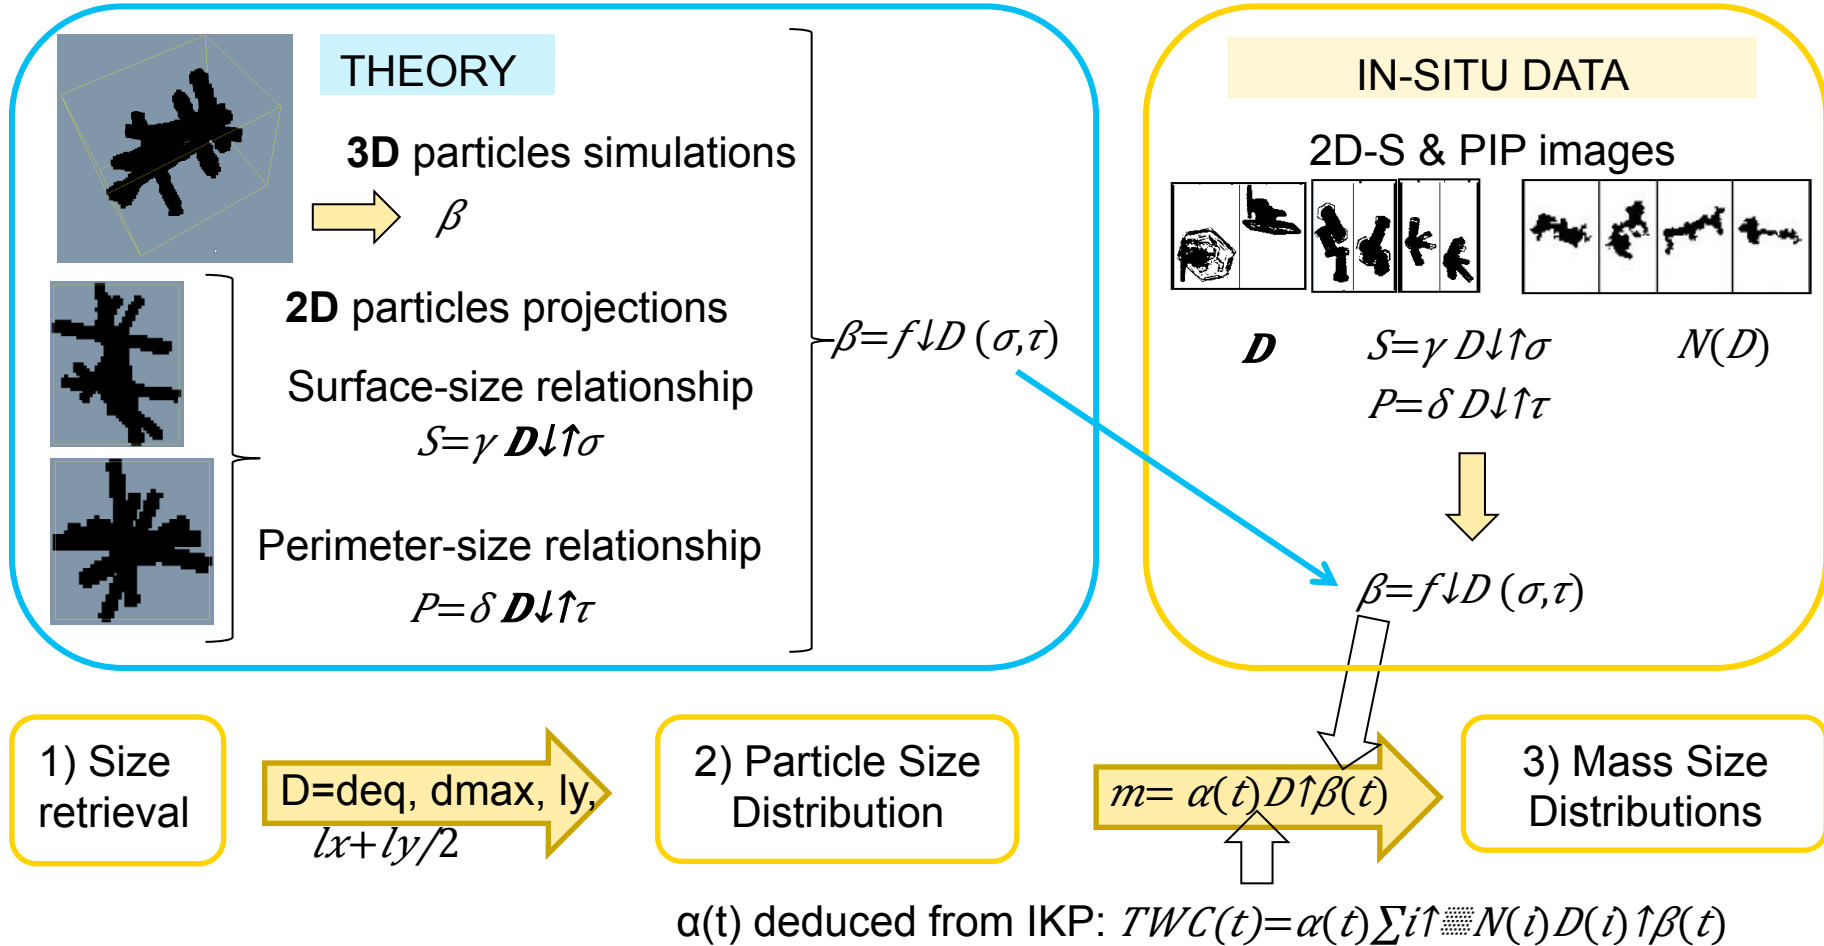 THEORY
3D particles simulations
β
2D particles projections
Surface-size relationship
S=γ D↓↑σ
Perimeter-size relationship
P=δ D↓↑τ
β=f↓D (σ,τ)
IN-SITU DATA
2D-S & PIP images
D
S=γ D↓↑σ
P=δ D↓↑τ
N(D)
β=f↓D (σ,τ)
1) Size
retrieval
D=deq, dmax, ly,
lx+ly/2
2) Particle Size
Distribution
m= α(t)D↑β(t)
3) Mass Size
Distributions
α(t) deduced from IKP: TWC(t)=α(t)∑i↑▒N(i)D(i)↑β(t)